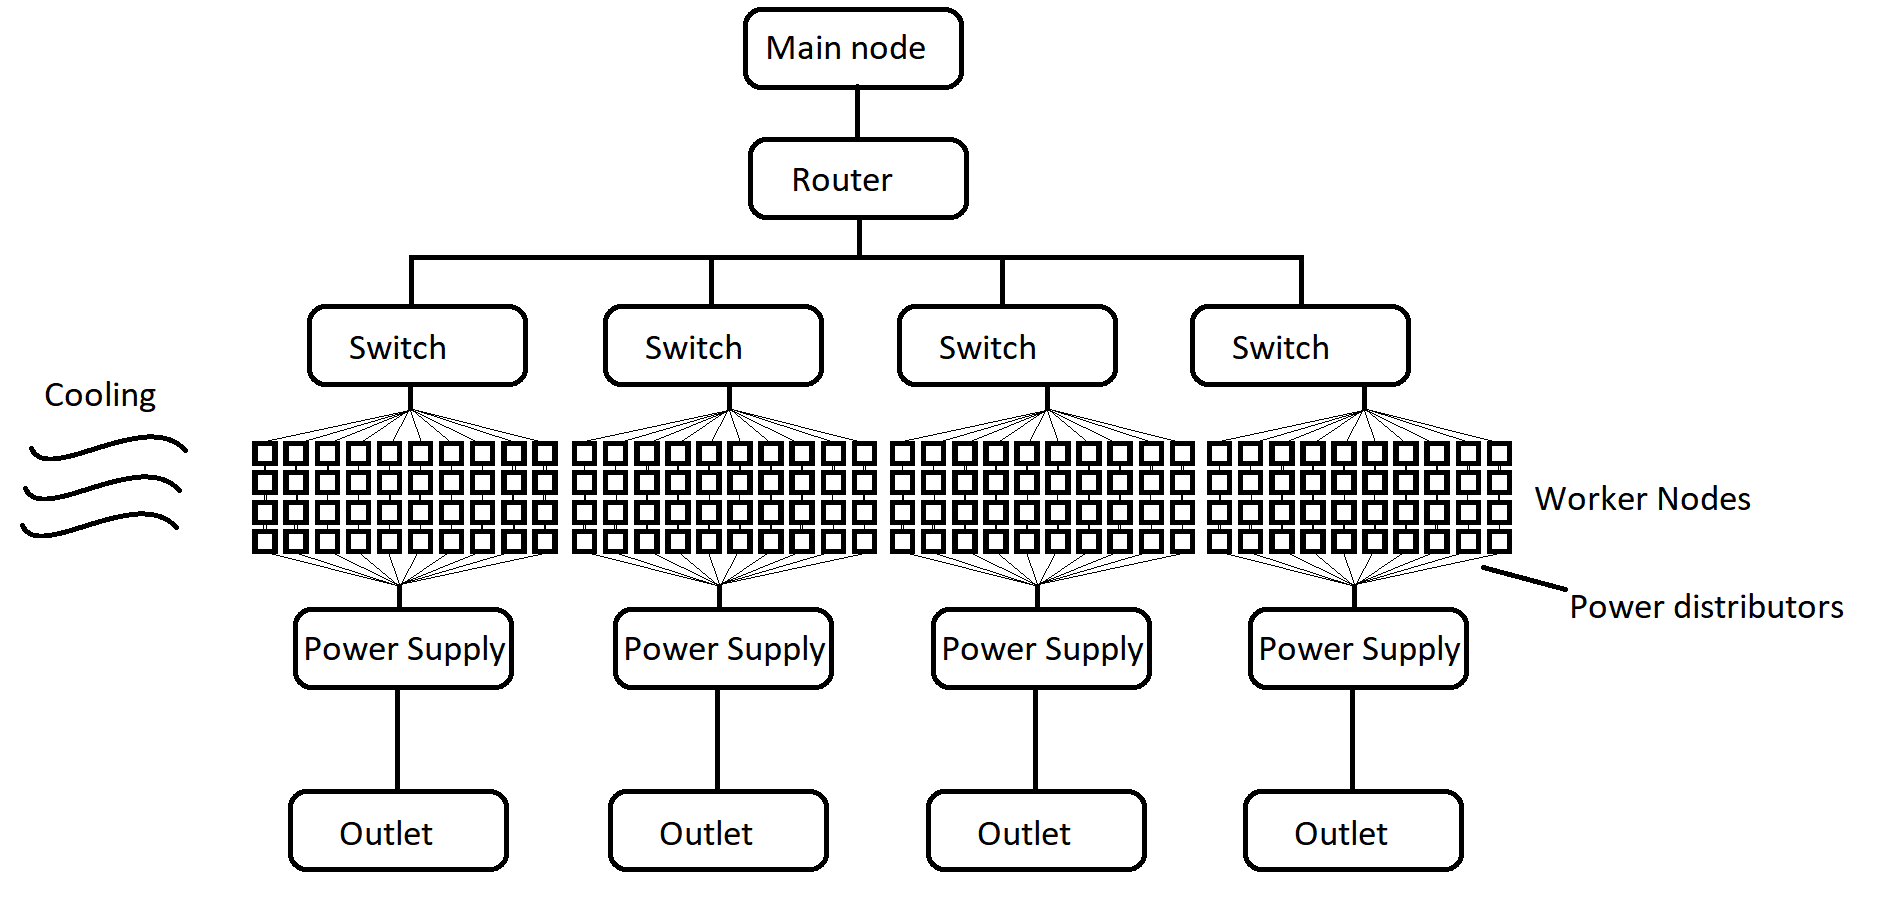 Main node
Router
Switch
Switch
Switch
Switch
Cooling
Worker Nodes
Power distributors
Power Supply
Power Supply
Power Supply
Power Supply
Outlet
Outlet
Outlet
Outlet